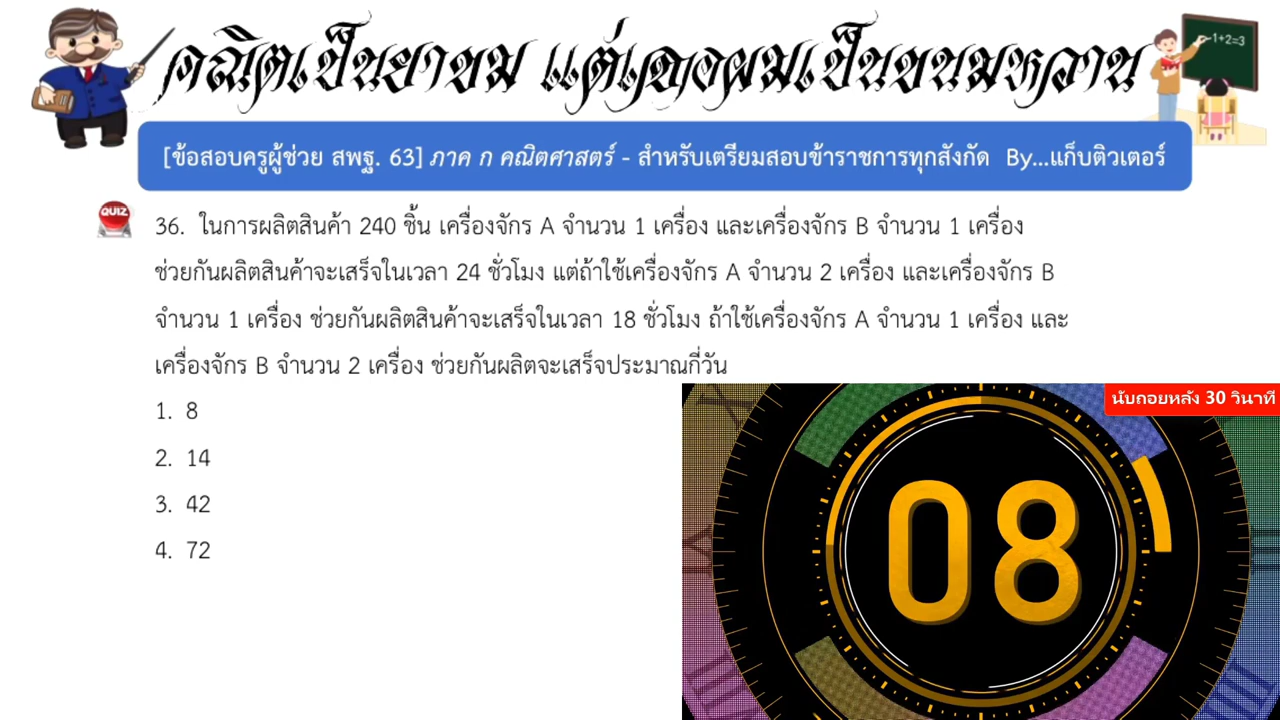 คณิตเป็นยาขม แต่เคอผมเป็นขนมหวาน
1+2=3
[ข้อสอบครูผู้ช่วย สพฐ. 63] ภาค ก คณิตศาสตร์ - สำหรับเตรียมสอบข้าราชการทุกสังกัด By...แก็บติวเตอร์
QUIZ
36. ในการผลิตสินค้า 240 ชิ้น เครื่องจักร A จำนวน 1 เครื่อง และเครื่องจักร B จำนวน 1 เครื่อง
ช่วยกันผลิตสินค้าจะเสร็จในเวลา 24 ชั่วโมง แต่ถ้าใช้เครื่องจักร A จำนวน 2 เครื่อง และเครื่องจักร B
จำนวน 1 เครื่อง ช่วยกันผลิตสินค้าจะเสร็จในเวลา 18 ชั่วโมง ถ้าใช้เครื่องจักร A จำนวน 1 เครื่อง และ
เครื่องจักร B จำนวน 2 เครื่อง ช่วยกันผลิตจะเสร็จประมาณกี่วัน
1. 8
2. 14
3. 42
4. 72
นับถอยหลัง 30 วินาที
08